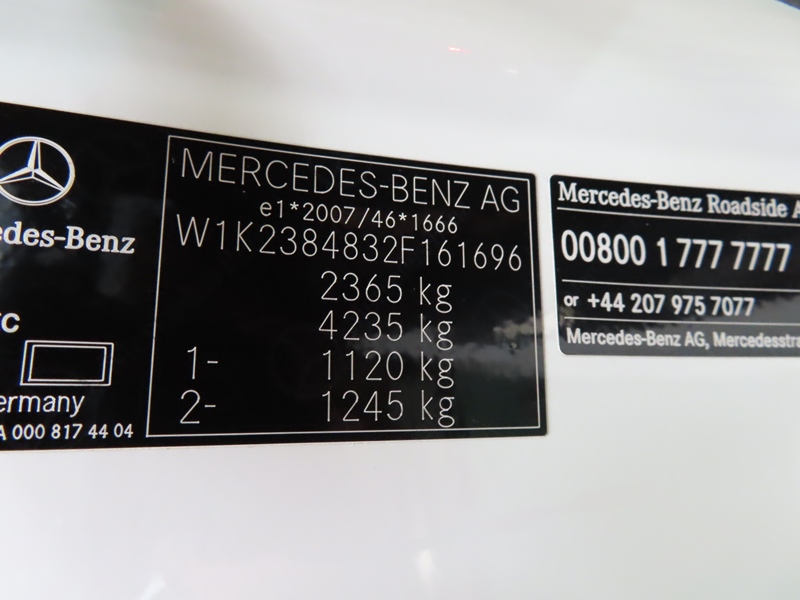 edes-Benz
C
ermany
A 000 817 44 04
MERCEDES-BENZ AG
e1*2007/46*1666
W1K2384832F161696
2365 kg
4235 kg
1- 1120 kg
2- 1245 kg
Mercedes-Benz Roadside A
00800 1 777 7777
or +44 207 975 7077
Mercedes-Benz AG, Mercedesstra